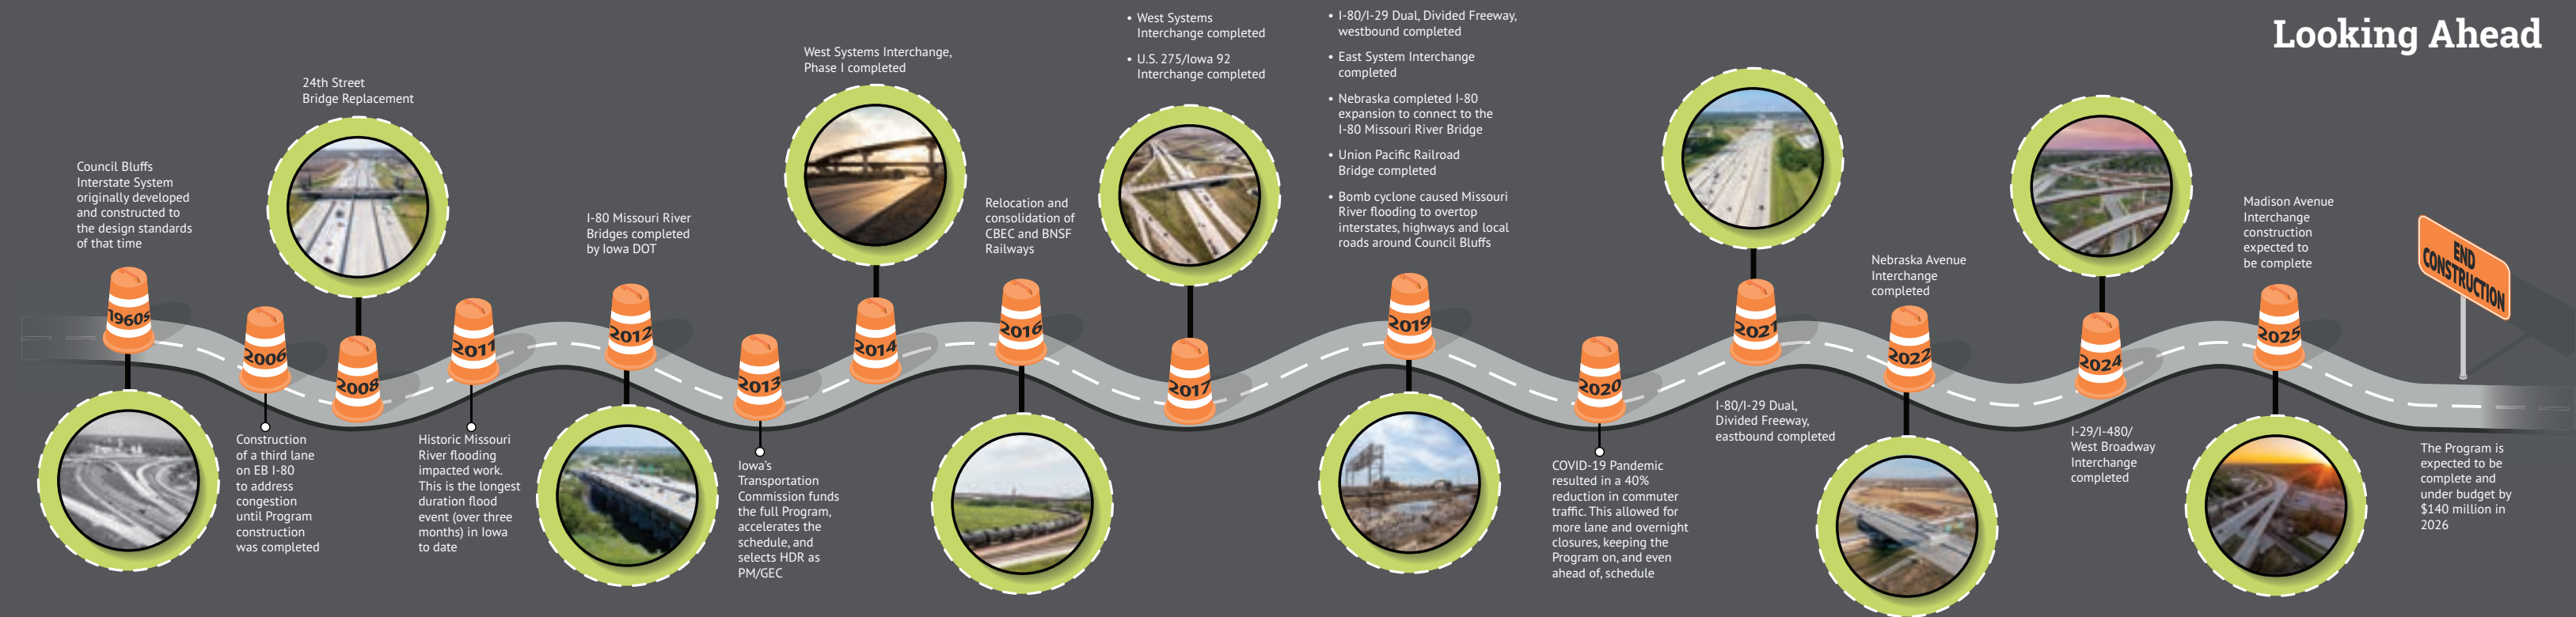 Looking Ahead
1960s
Council Bluffs
Interstate System
originally developed
and constructed to
the design standards
of that time
2006
Construction
of a third lane
on EB I-80
to address
congestion
until Program
construction
was completed
2008
24th Street
Bridge Replacement
2011
Historic Missouri
River flooding
impacted work.
This is the longest
duration flood
event (over three
months) in Iowa
to date
2012
I-80 Missouri River
Bridges completed
by Iowa DOT
2013
Iowa's
Transportation
Commission funds
the full Program,
accelerates the
schedule, and
selects HDR as
PM/GEC
2014
West Systems Interchange,
Phase I completed
2016
Relocation and
consolidation of
CBEC and BNSF
Railways
2017
• West Systems
Interchange completed
• U.S. 275/Iowa 92
Interchange completed
2019
• I-80/I-29 Dual, Divided Freeway,
westbound completed
• East System Interchange
completed
• Nebraska completed I-80
expansion to connect to the
I-80 Missouri River Bridge
• Union Pacific Railroad
Bridge completed
• Bomb cyclone caused Missouri
River flooding to overtop
interstates, highways and local
roads around Council Bluffs
2020
COVID-19 Pandemic
resulted in a 40%
reduction in commuter
traffic. This allowed for
more lane and overnight
closures, keeping the
Program on, and even
ahead of, schedule
2021
I-80/I-29 Dual,
Divided Freeway,
eastbound completed
2022
Nebraska Avenue
Interchange
completed
2024
I-29/I-480/
West Broadway
Interchange
completed
2025
Madison Avenue
Interchange
construction
expected to
be complete
END
CONSTRUCTION
The Program is
expected to be
complete and
under budget by
$140 million in
2026